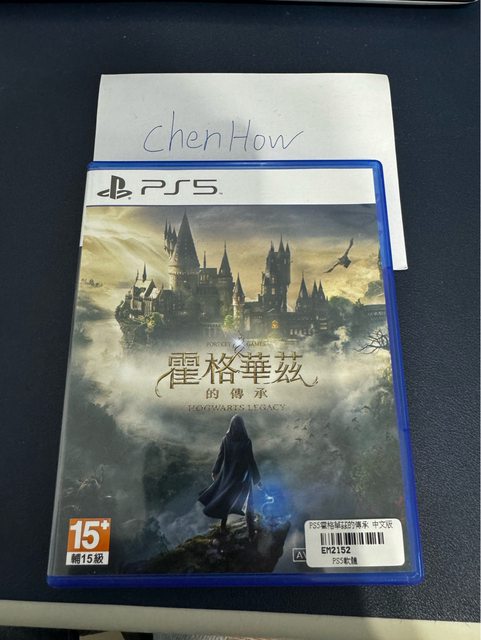 chenHow
PS5
PORTKEY GAMES
霍格華茲
的傳承
HOGWARTS LEGACY
15+
輔15級
PS5霍格華茲的傳承 中文版
EM2152
PS5軟體